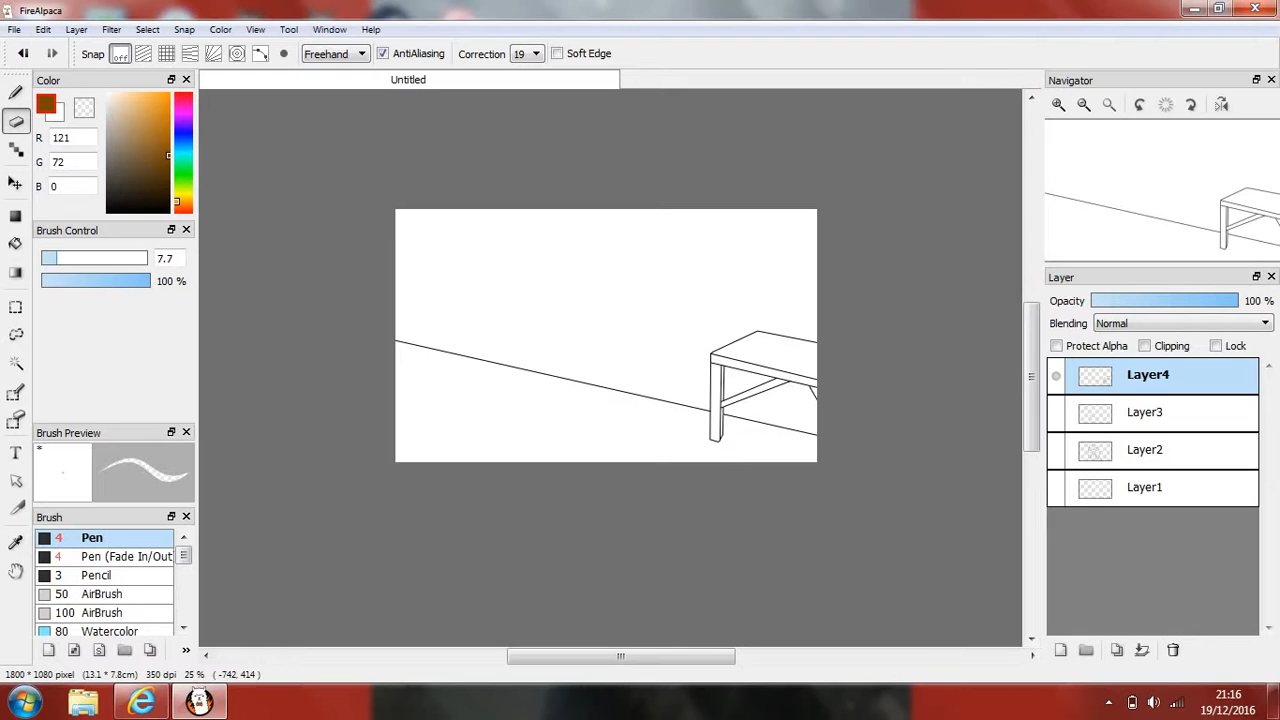 FireAlpaca
File Edit Layer Filter Select Snap Color View Tool Window Help
Snap off Freehand AntiAliasing Correction 19 Soft Edge
Color
Untitled
Navigator
R 121
G 72
B 0
Brush Control
7.7
100 %
Layer
Opacity 100 %
Blending Normal
Protect Alpha Clipping Lock
Layer4
Layer3
Layer2
Layer1
Brush Preview
*
Brush
4 Pen
4 Pen (Fade In/Out
3 Pencil
50 AirBrush
100 AirBrush
80 Watercolor
1800 * 1080 pixel (13.1 * 7.8cm) 350 dpi 25 % ( -742, 414 )
21:16
19/12/2016